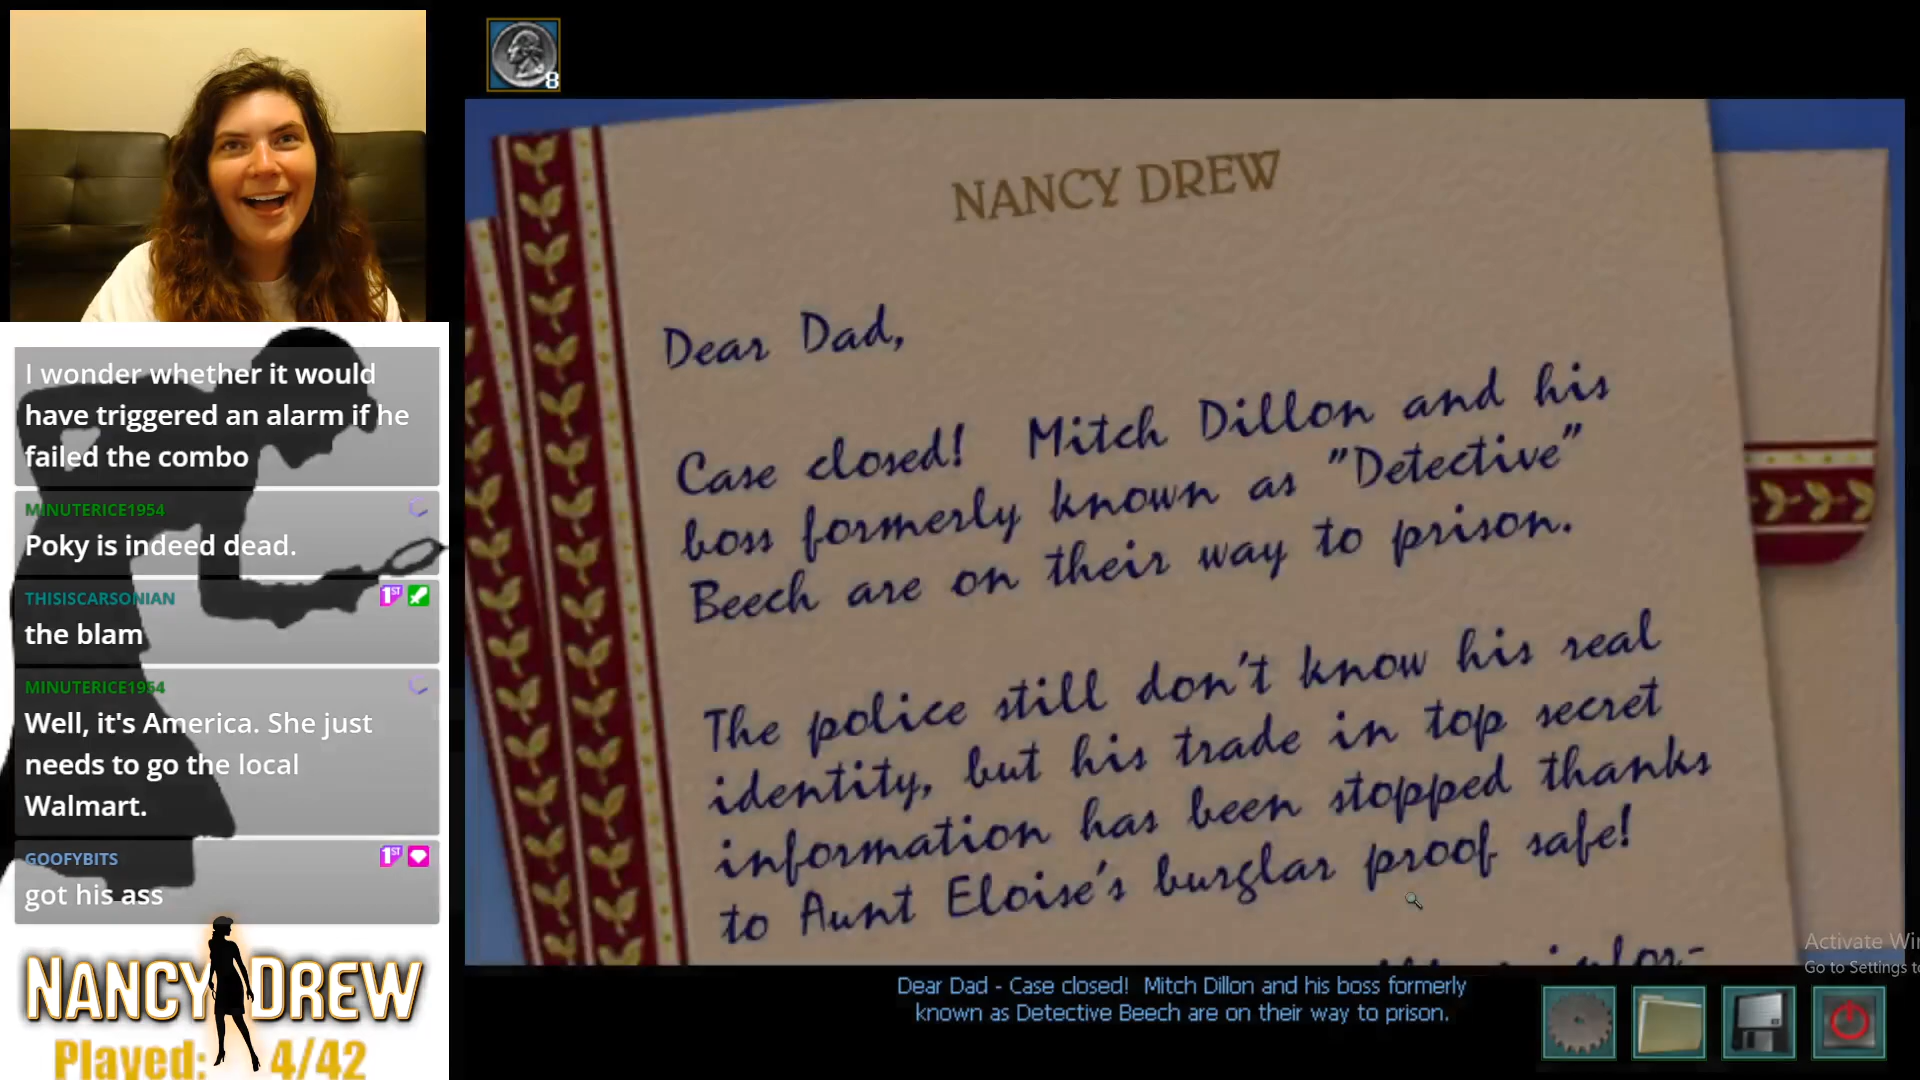 8
NANCY DREW
Dear Dad,
Case closed! Mitch Dillon and his
boss formerly known as "Detective"
Beech are on their way to prison.
The police still don't know his real
identity, but his trade in top secret
information has been stopped thanks
to Aunt Eloise's burglar proof safe!
Dear Dad - Case closed! Mitch Dillon and his boss formerly
known as Detective Beech are on their way to prison.
I wonder whether it would
have triggered an alarm if he
failed the combo
MINUTERICE1954
Poky is indeed dead.
THISISCARSONIAN
1ST
the blam
MINUTERICE1954
Well, it's America. She just
needs to go the local
Walmart.
GOOFYBITS
1ST
got his ass
NANCY DREW
Played: 4/42
Activate Wi
Go to Settings t